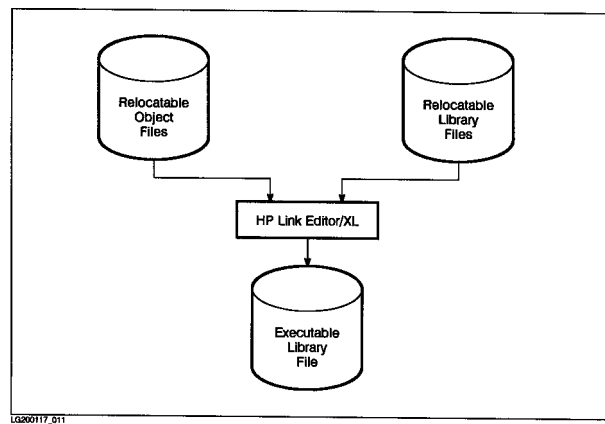 Relocatable
Object
Files
Relocatable
Library
Files
HP Link Editor/XL
Executable
Library
File
LG200117_011